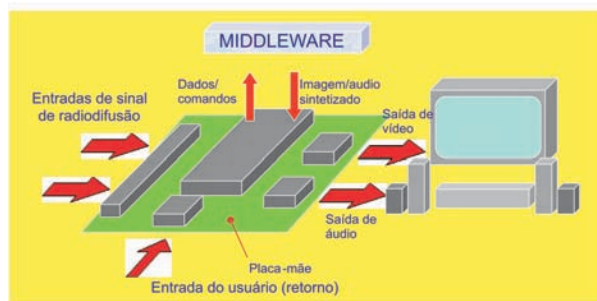 MIDDLEWARE
Dados/
comandos
Imagem/audio
sintetizado
Entradas de sinal
de radiodifusão
Saída de
vídeo
Saída de
áudio
Placa-mãe
Entrada do usuário (retorno)